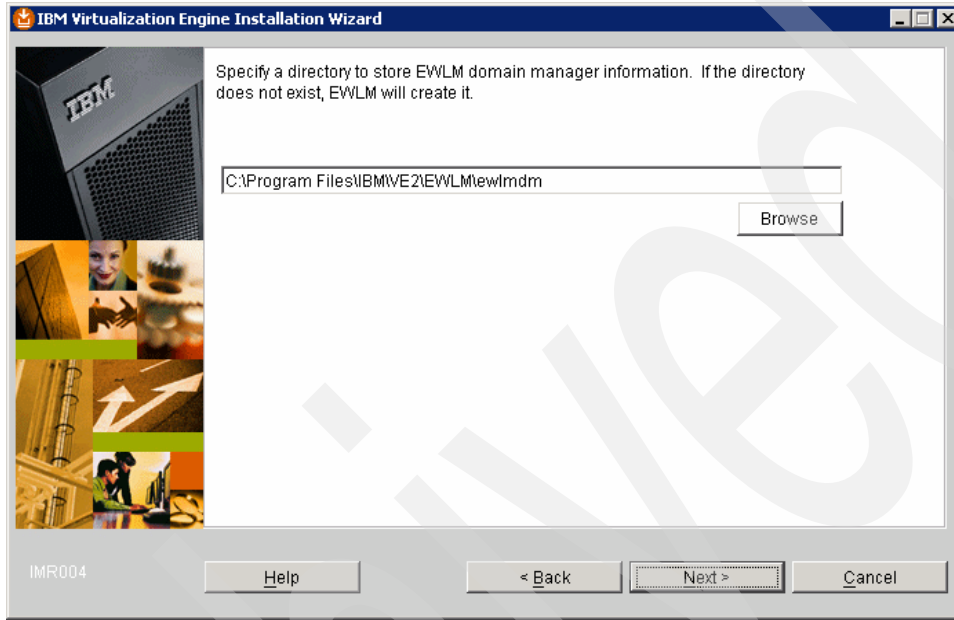 IBM Virtualization Engine Installation Wizard
IBM
Specify a directory to store EWLM domain manager information.  If the directory
does not exist, EWLM will create it.
C:\Program Files\IBM\VE2\EWLM\ewlmdm
Browse
IMR004
Help
< Back
Next >
Cancel